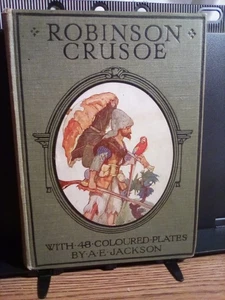 ROBINSON
CRUSOE
WITH·48·COLOURED·PLATES
BY·A·E·JACKSON